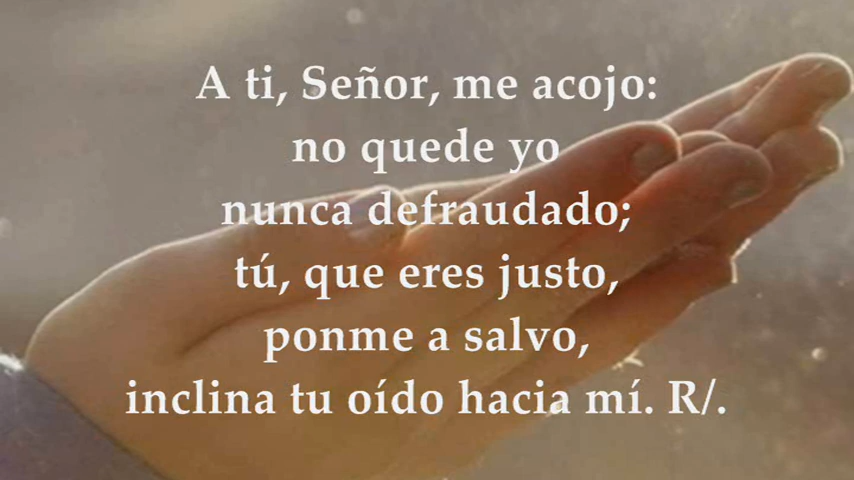 A ti, Señor, me acojo:
no quede yo
nunca defraudado;
tú, que eres justo,
ponme a salvo,
inclina tu oído hacia mí. R/.